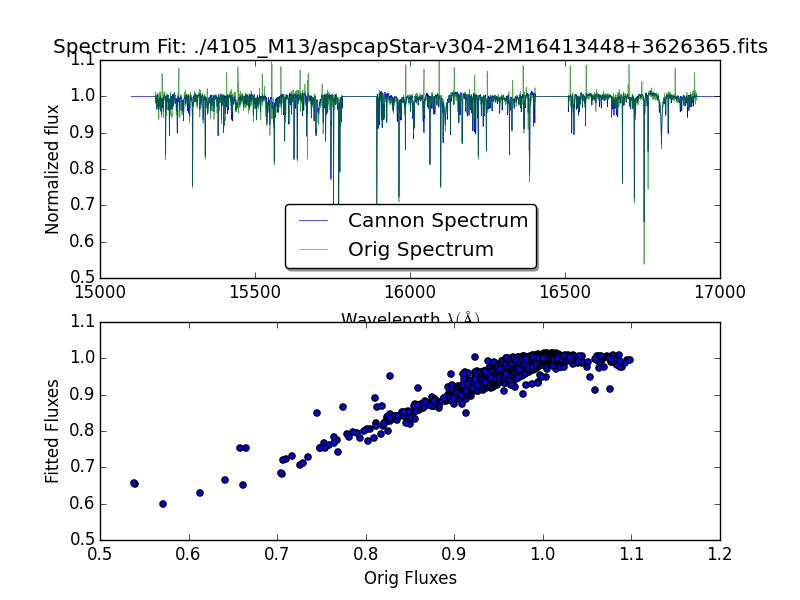 Spectrum Fit: ./4105_M13/aspcapStar-v304-2M16413448+3626365.fits
1.1
1.0
0.9
0.8
0.7
0.6
0.5
Normalized flux
Cannon Spectrum
Orig Spectrum
15000 15500 16000 16500 17000
Wavelength λ(Å)
1.1
1.0
0.9
0.8
0.7
0.6
0.5
Fitted Fluxes
0.5 0.6 0.7 0.8 0.9 1.0 1.1 1.2
Orig Fluxes